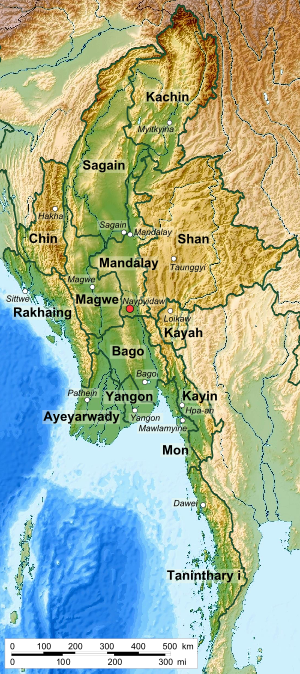 Kachin
Myitkyina
Sagain
Hakha
Chin
Sagain
Mandalay
Shan
Mandalay
Taunggyi
Magwe
Sittwe
Magwe
Naypyidaw
Rakhaing
Loikaw
Kayah
Bago
Bago
Pathein
Yangon
Kayin
Hpa-an
Ayeyarwady
Yangon
Mawlamyine
Mon
Dawei
Taninthary i
0 100 200 300 400 500 km
0 100 200 300 mi